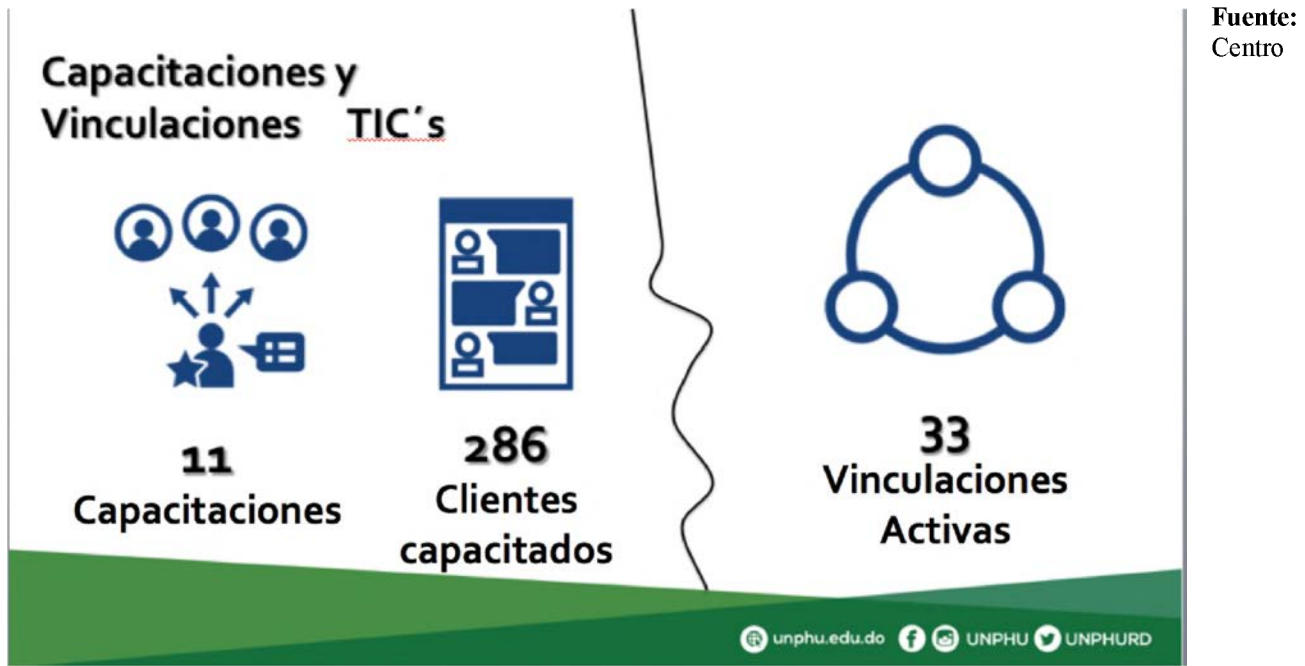 Capacitaciones y
Vinculaciones TIC´s
11
Capacitaciones
286
Clientes
capacitados
33
Vinculaciones
Activas
unphu.edu.do UNPHU UNPHURD
Fuente:
Centro